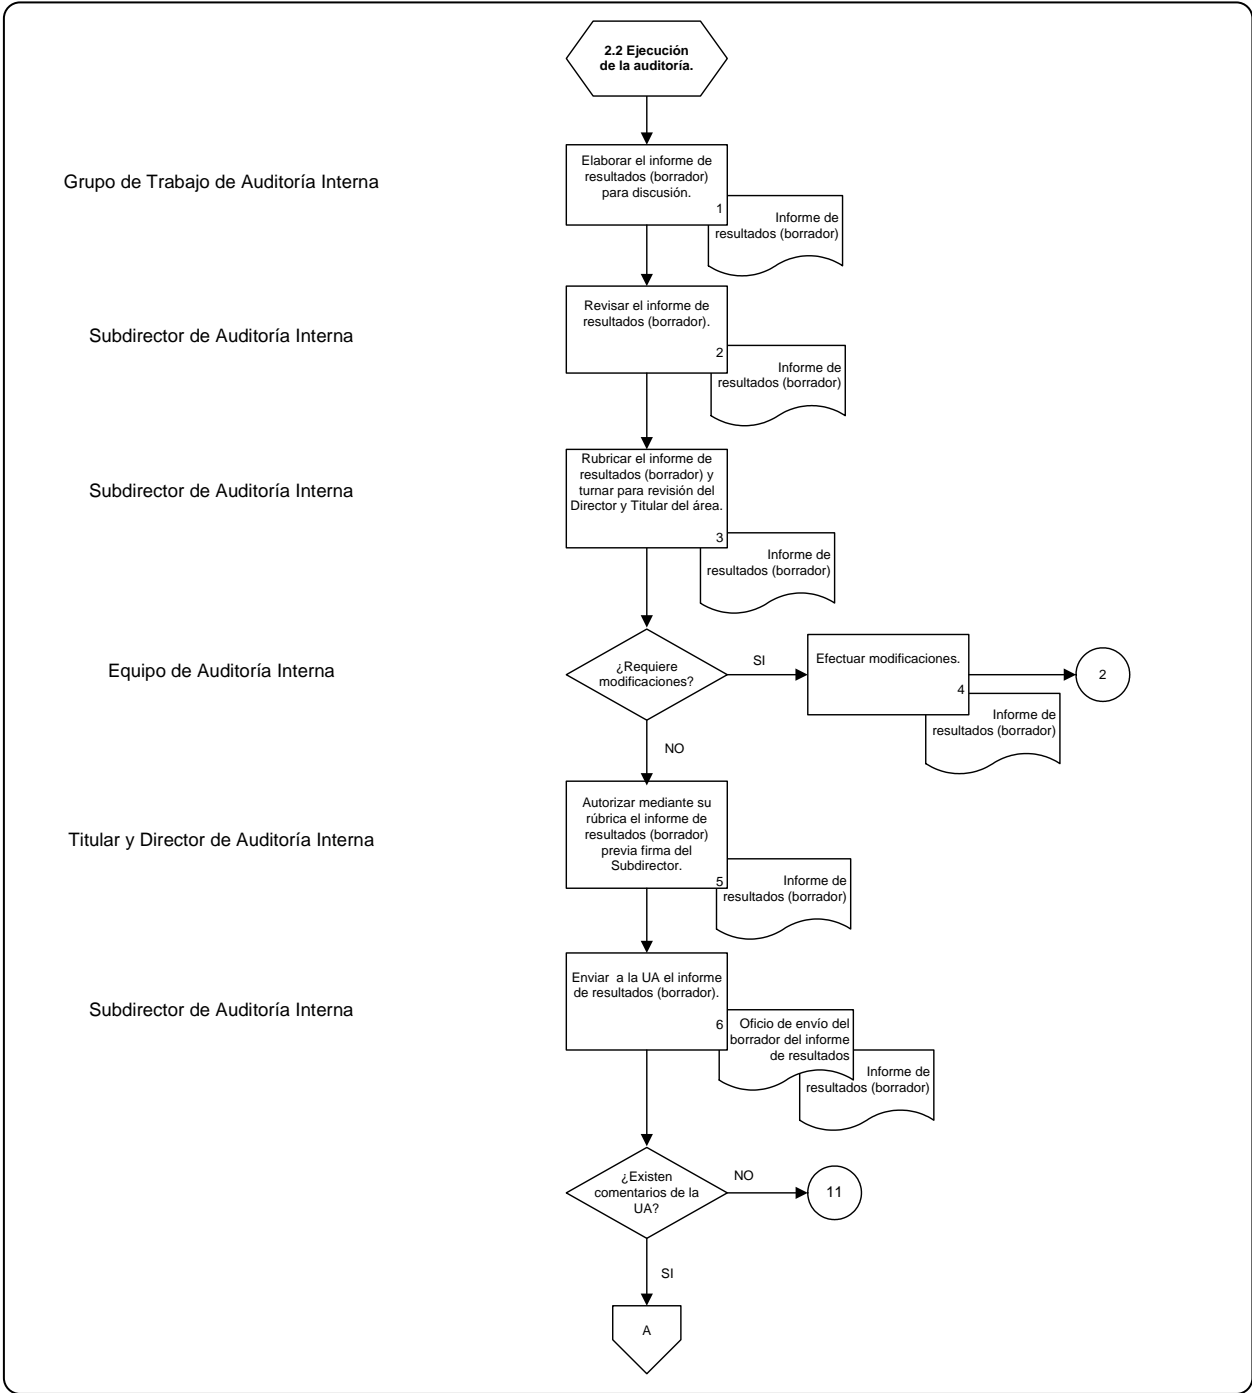 2.2 Ejecución
de la auditoría.
Grupo de Trabajo de Auditoría Interna
Elaborar el informe de
resultados (borrador)
para discusión.
1
Informe de
resultados (borrador)
Subdirector de Auditoría Interna
Revisar el informe de
resultados (borrador).
2
Informe de
resultados (borrador)
Subdirector de Auditoría Interna
Rubricar el informe de
resultados (borrador) y
turnar para revisión del
Director y Titular del área.
3
Informe de
resultados (borrador)
Equipo de Auditoría Interna
¿Requiere
modificaciones?
SI
Efectuar modificaciones.
4
Informe de
resultados (borrador)
2
NO
Titular y Director de Auditoría Interna
Autorizar mediante su
rúbrica el informe de
resultados (borrador)
previa firma del
Subdirector.
5
Informe de
resultados (borrador)
Subdirector de Auditoría Interna
Enviar a la UA el informe
de resultados (borrador).
6
Oficio de envío del
borrador del informe
de resultados
Informe de
resultados (borrador)
¿Existen
comentarios de la
UA?
NO
11
SI
A